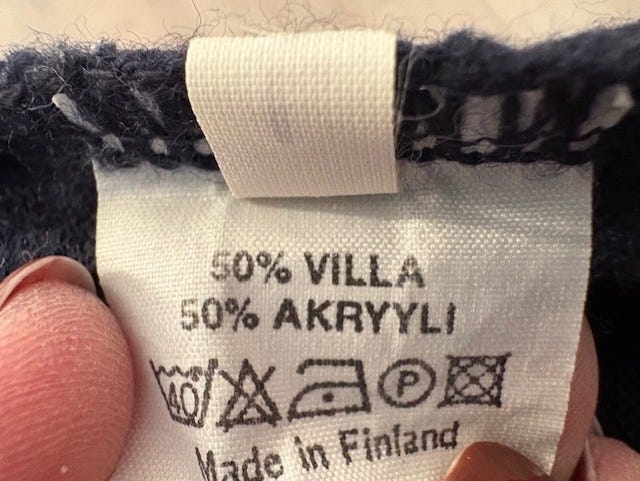 50% VILLA
50% AKRYYLI
40 P
Made in Finland